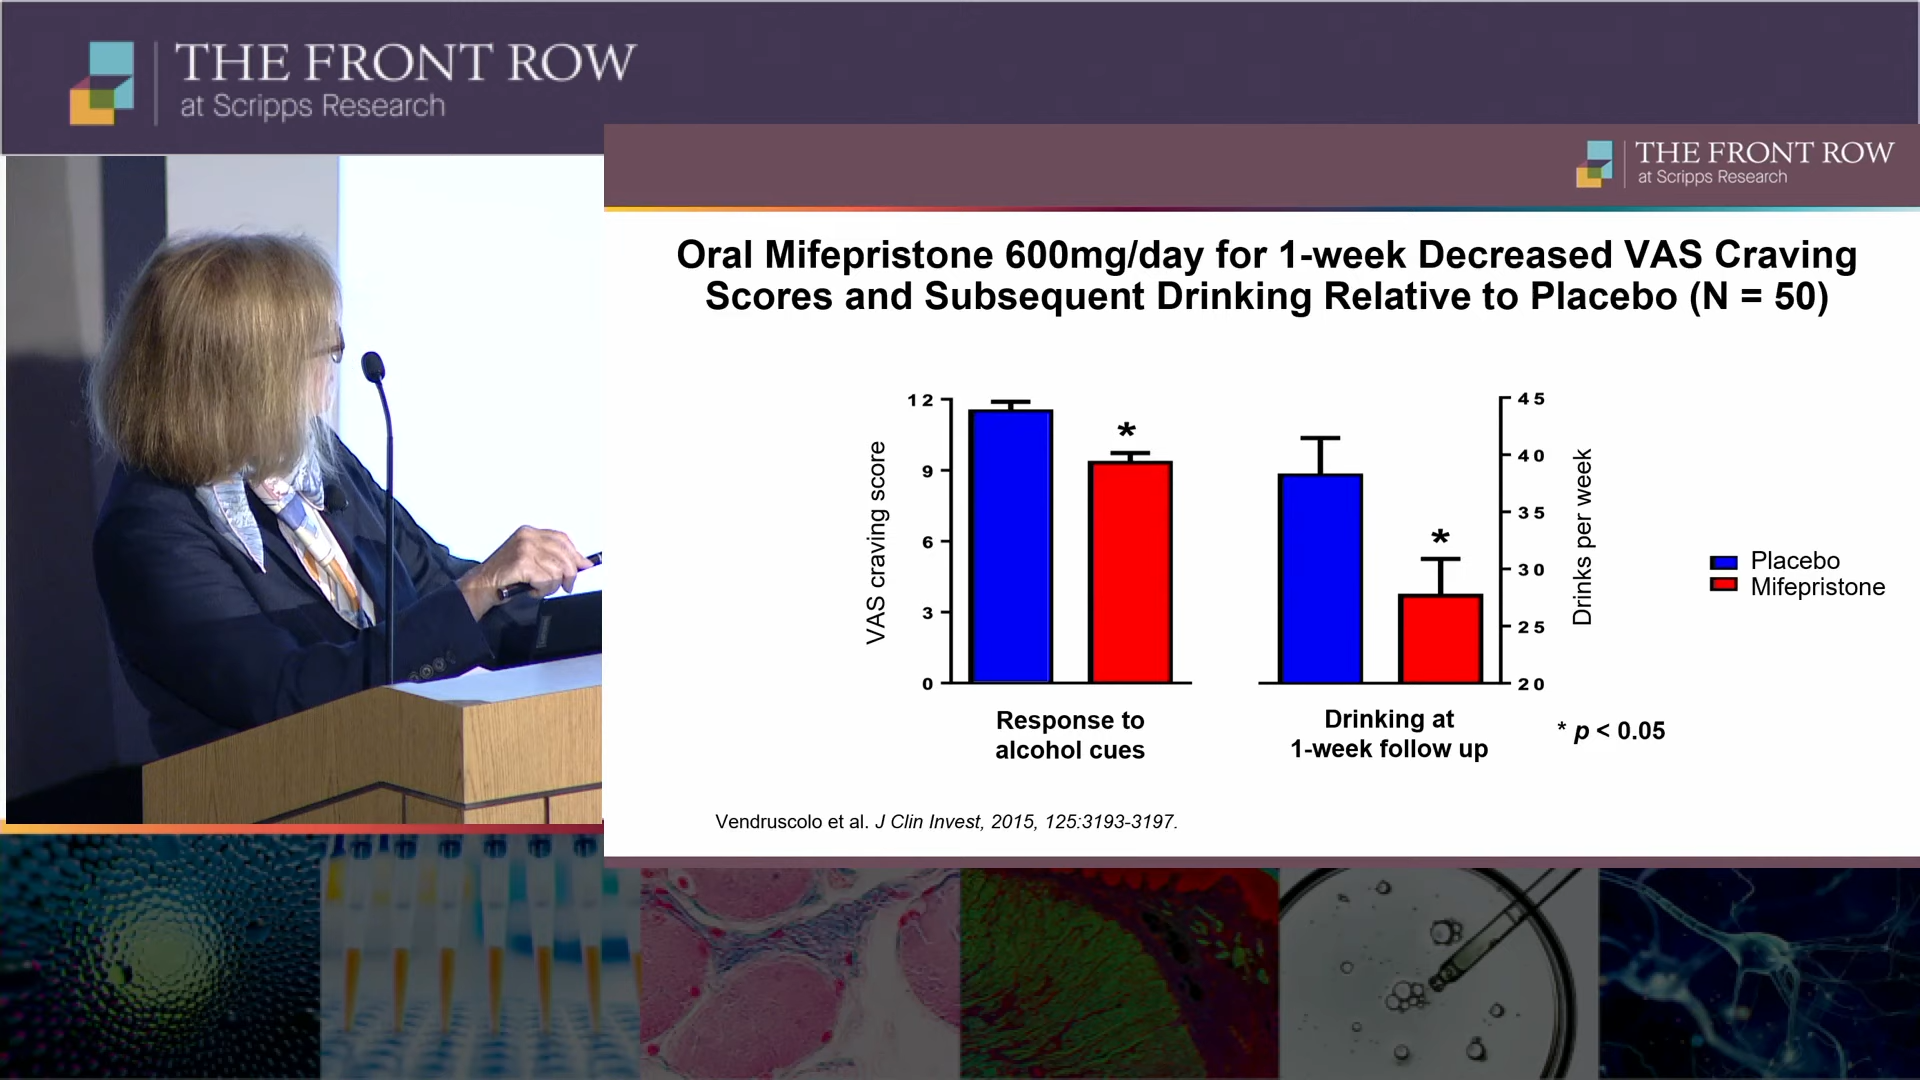 THE FRONT ROW
at Scripps Research
THE FRONT ROW
at Scripps Research
Oral Mifepristone 600mg/day for 1-week Decreased VAS Craving
Scores and Subsequent Drinking Relative to Placebo (N = 50)
VAS craving score
12
9
6
3
0
*
*
45
40
35
30
25
20
Drinks per week
Placebo
Mifepristone
Response to
alcohol cues
Drinking at
1-week follow up
* p < 0.05
Vendruscolo et al. J Clin Invest, 2015, 125:3193-3197.